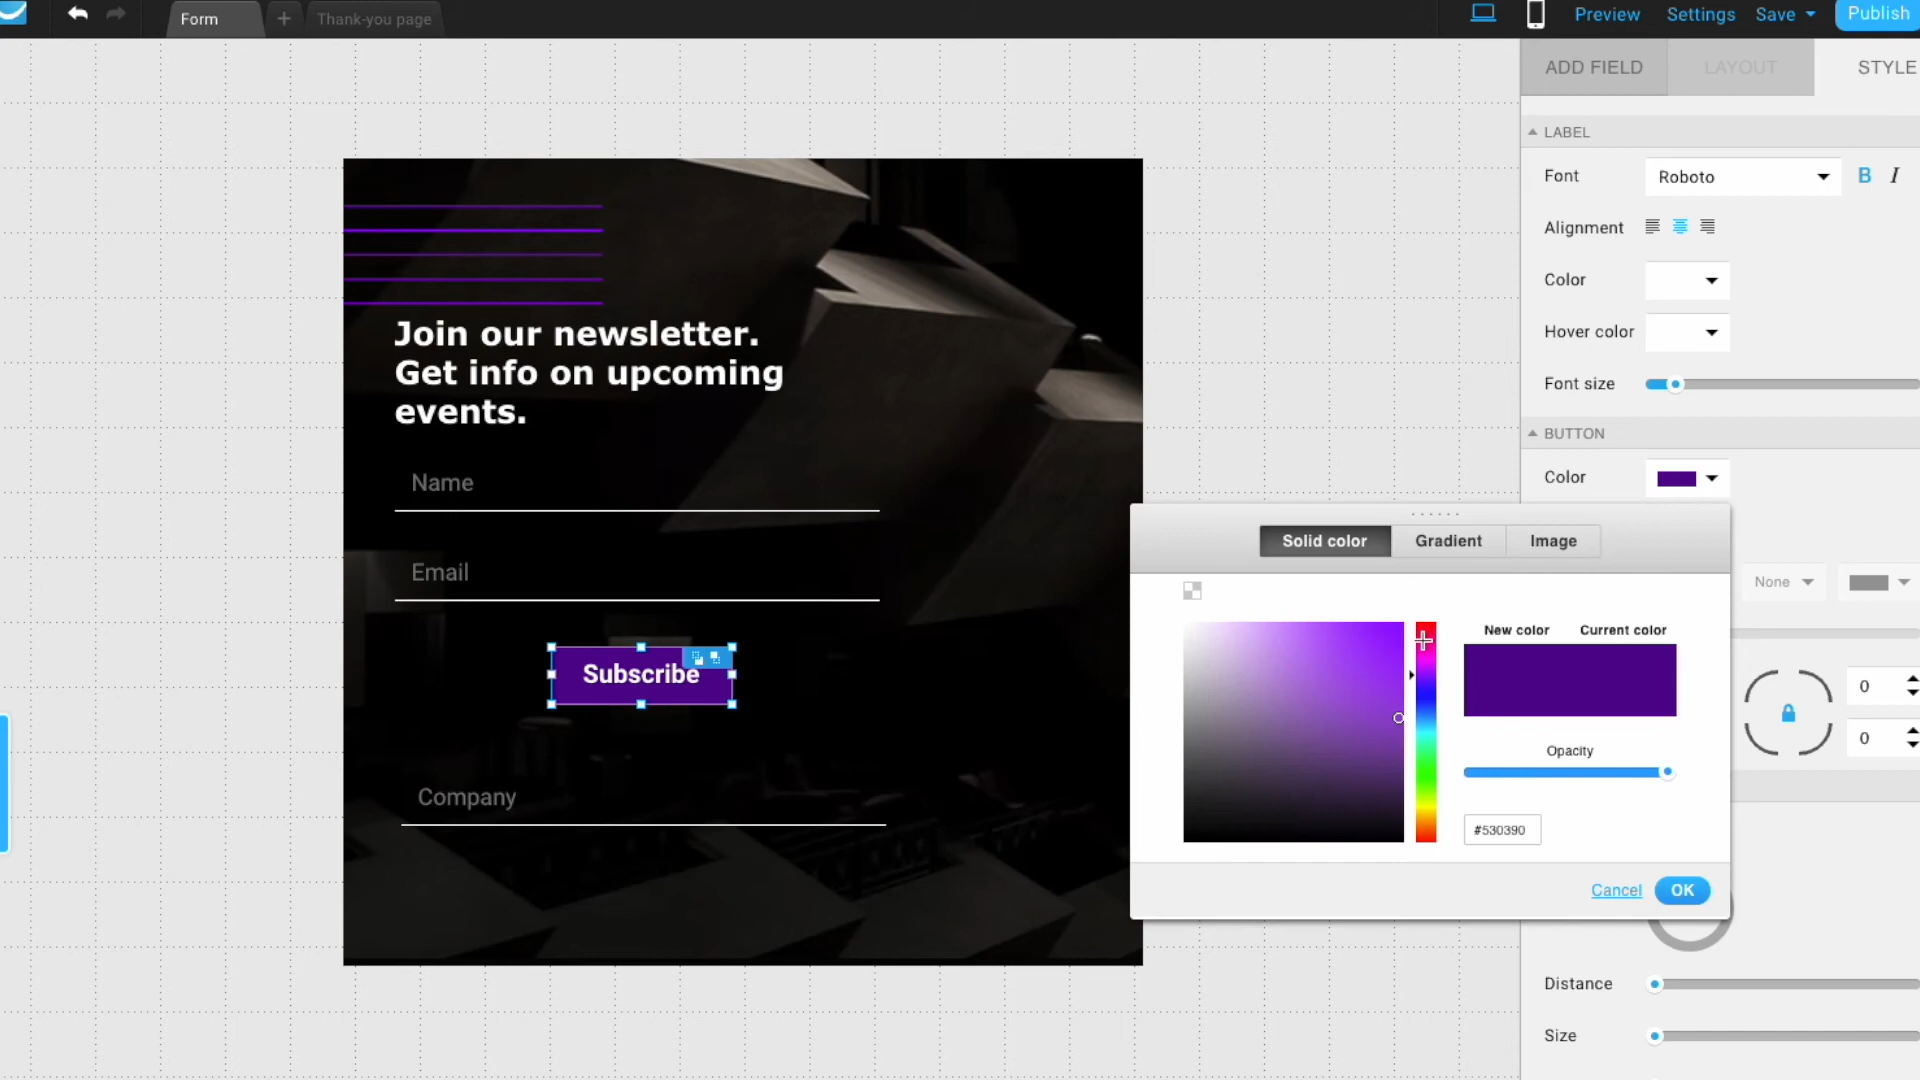 Form
+
Thank-you page
Preview
Settings
Save
Publish
ADD FIELD
LAYOUT
STYLE
LABEL
Font
Roboto
B
I
Alignment
Color
Hover color
Font size
BUTTON
Color
Join our newsletter.
Get info on upcoming
events.
Name
Email
Subscribe
Company
Solid color
Gradient
Image
None
New color
Current color
Opacity
#530390
0
0
Cancel
OK
Distance
Size